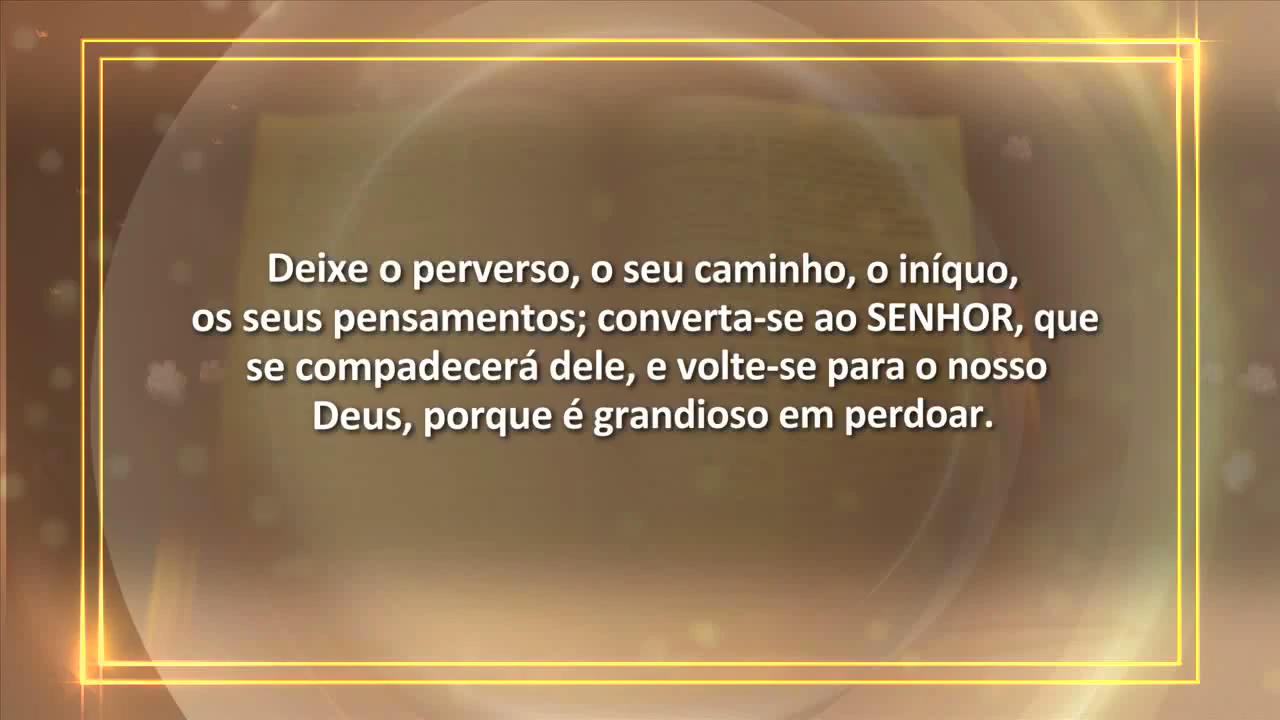 Deixe o perverso, o seu caminho, o iníquo,
os seus pensamentos; converta-se ao SENHOR, que
se compadecerá dele, e volte-se para o nosso
Deus, porque é grandioso em perdoar.